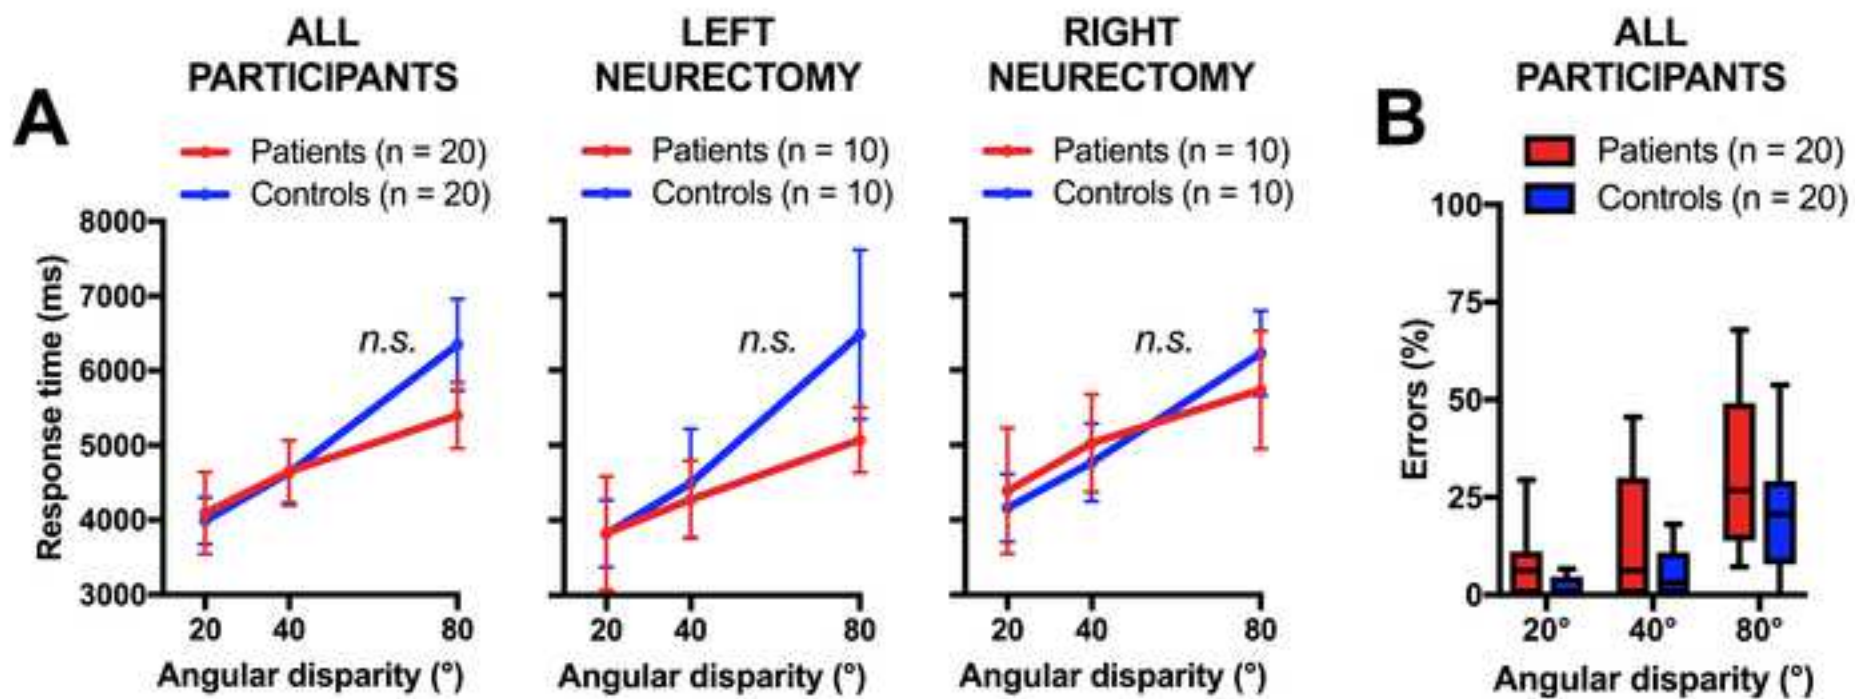 A
ALL
PARTICIPANTS
Patients (n = 20)
Controls (n = 20)
8000
7000
6000
5000
4000
3000
Response time (ms)
n.s.
20
40
80
Angular disparity (°)
LEFT
NEURECTOMY
Patients (n = 10)
Controls (n = 10)
n.s.
20
40
80
Angular disparity (°)
RIGHT
NEURECTOMY
Patients (n = 10)
Controls (n = 10)
n.s.
20
40
80
Angular disparity (°)
B
ALL
PARTICIPANTS
Patients (n = 20)
Controls (n = 20)
100
75
50
25
0
Errors (%)
20°
40°
80°
Angular disparity (°)